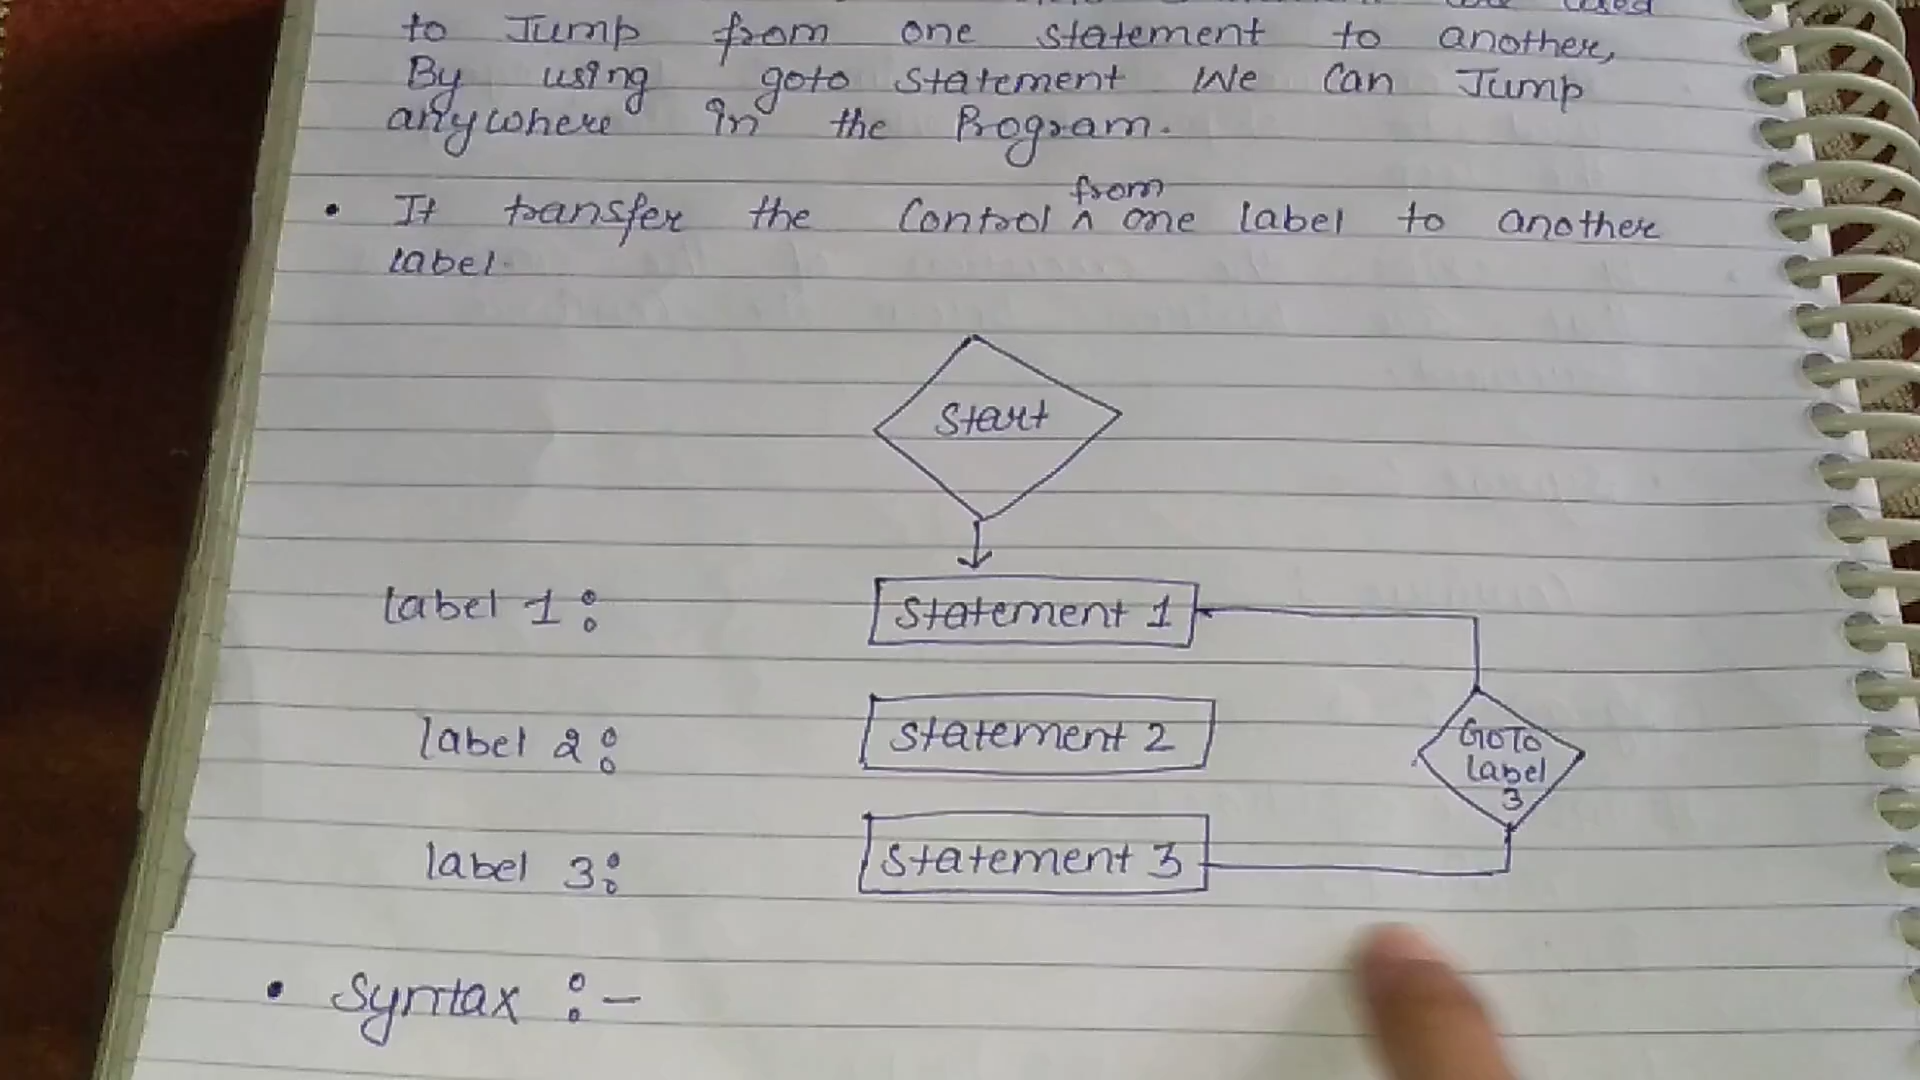 used
to Jump from one statement to another,
By using goto statement We Can Jump
anywhere in the Program.
• It transfer the Control ^ from one label to another
label.
Start
label 1: Statement 1
label 2: Statement 2
GOTO
label
3
label 3: Statement 3
• Syntax :-